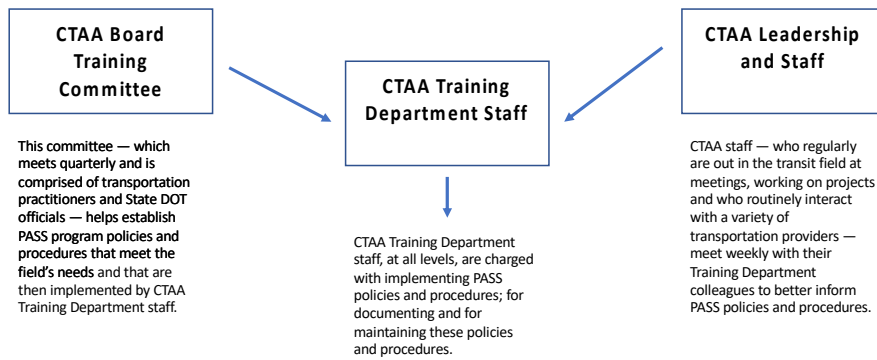 CTAA Board
Training
Committee
This committee — which
meets quarterly and is
comprised of transportation
practitioners and State DOT
officials — helps establish
PASS program policies and
procedures that meet the
field's needs and that are
then implemented by CTAA
Training Department staff.
CTAA Training
Department Staff
CTAA Training Department
staff, at all levels, are charged
with implementing PASS
policies and procedures; for
documenting and for
maintaining these policies
and procedures.
CTAA Leadership
and Staff
CTAA staff — who regularly
are out in the transit field at
meetings, working on projects
and who routinely interact
with a variety of
transportation providers —
meet weekly with their
Training Department
colleagues to better inform
PASS policies and procedures.